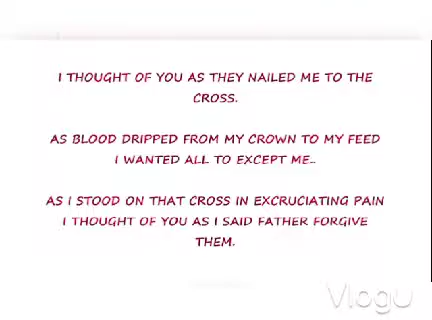 I THOUGHT OF YOU AS THEY NAILED ME TO THE
CROSS.
AS BLOOD DRIPPED FROM MY CROWN TO MY FEED
I WANTED ALL TO EXCEPT ME..
AS I STOOD ON THAT CROSS IN EXCRUCIATING PAIN
I THOUGHT OF YOU AS I SAID FATHER FORGIVE
THEM.
VlogU